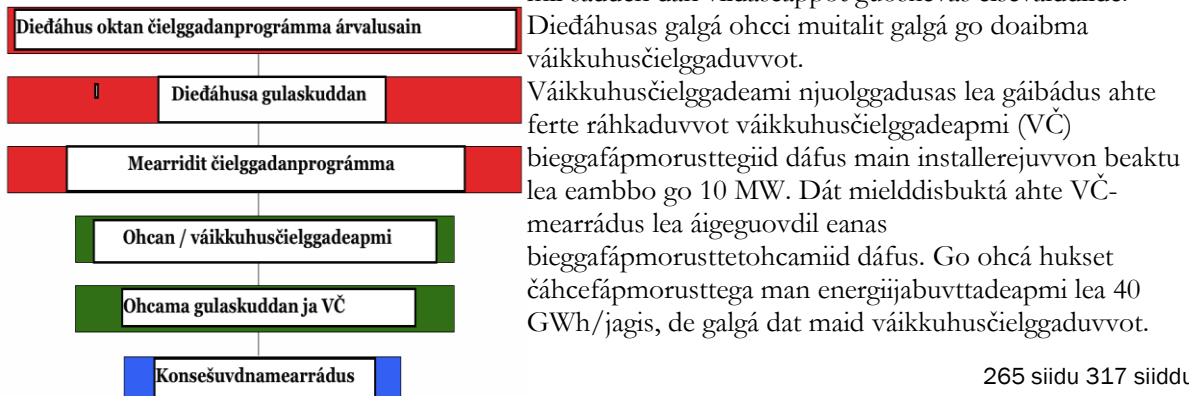 Dieđáhus oktan čielggadanprográmma árvalusain
Dieđáhusa gulaskuddan
Mearridit čielggadanprográmma
Ohcan / váikkuhusčielggadeapmi
Ohcama gulaskuddan ja VČ
Konsešuvdnamearrádus
Dieđáhusas galgá ohcci muitalit galgá go doaibma
váikkuhusčielggaduvvot.
Váikkuhusčielggadeami njuolggadusas lea gáibádus ahte
ferte ráhkaduvvot váikkuhusčielggadeapmi (VČ)
bieggafápmorusttegiid dáfus main installerejuvvon beaktu
lea eambbo go 10 MW. Dát mielddisbuktá ahte VČ-
mearrádus lea áigeguovdil eanas
bieggafápmorusttetohcamiid dáfus. Go ohcá hukset
čáhcefápmorusttega man energiijabuvttadeapmi lea 40
GWh/jagis, de galgá dat maid váikkuhusčielggaduvvot.
265 siidu 317 siiddu